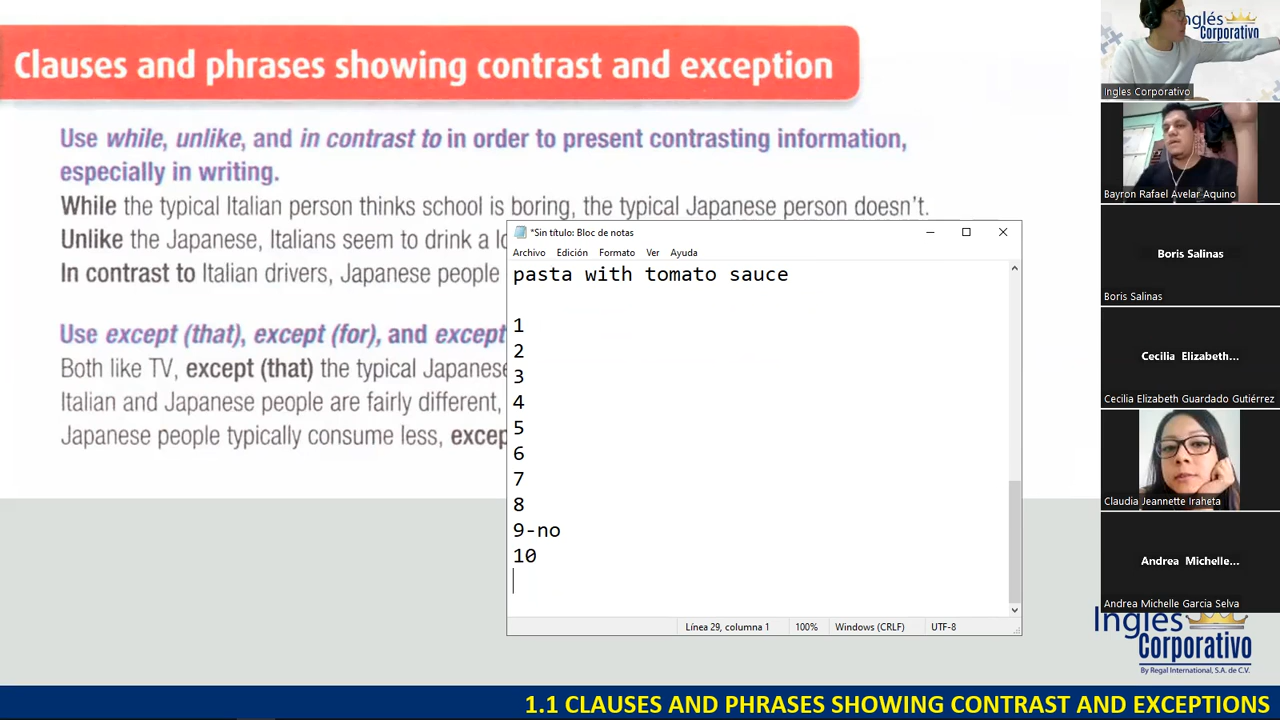 Clauses and phrases showing contrast and exception
Use while, unlike, and in contrast to in order to present contrasting information,
especially in writing.
While the typical Italian person thinks school is boring, the typical Japanese person doesn't.
Unlike the Japanese, Italians seem to drink a lo
In contrast to Italian drivers, Japanese people
Use except (that), except (for), and except
Both like TV, except (that) the typical Japanese
Italian and Japanese people are fairly different,
Japanese people typically consume less, excep
*Sin título: Bloc de notas
Archivo Edición Formato Ver Ayuda
pasta with tomato sauce
1
2
3
4
5
6
7
8
9-no
10
Línea 29, columna 1 100% Windows (CRLF) UTF-8
Inglés
Corporativo
Ingles Corporativo
Bayron Rafael Avelar Aquino
Boris Salinas
Boris Salinas
Cecilia Elizabeth...
Cecilia Elizabeth Guardado Gutiérrez
Claudia Jeannette Iraheta
Andrea Michelle...
Andrea Michelle Garcia Selva
Inglés
Corporativo
By Regal International, S.A. de C.V.
1.1 CLAUSES AND PHRASES SHOWING CONTRAST AND EXCEPTIONS